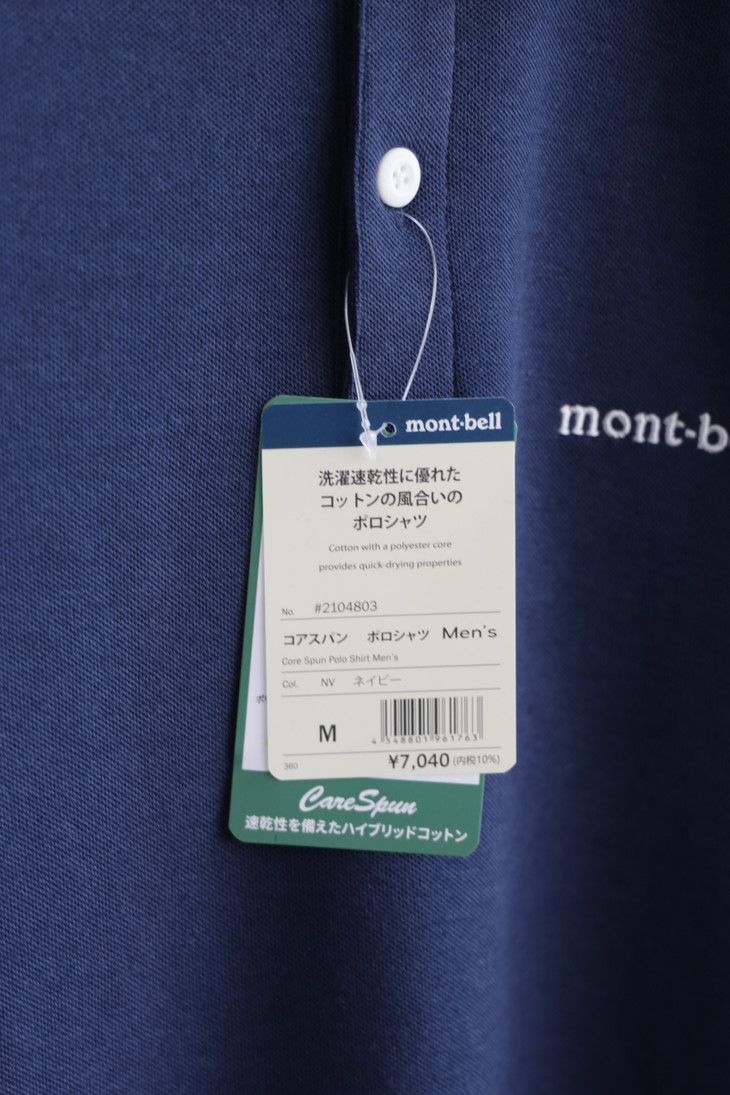 mont-bell
mont-b
洗濯速乾性に優れた
コットンの風合いの
ポロシャツ
Cotton with a polyester core
provides quick-drying properties
No. #2104803
コアスパン ポロシャツ Men's
Core Spun Polo Shirt Men's
Col. NV ネイビー
M
4 548801 961763
360 ¥7,040 (内税10%)
CareSpun
速乾性を備えたハイブリッドコットン